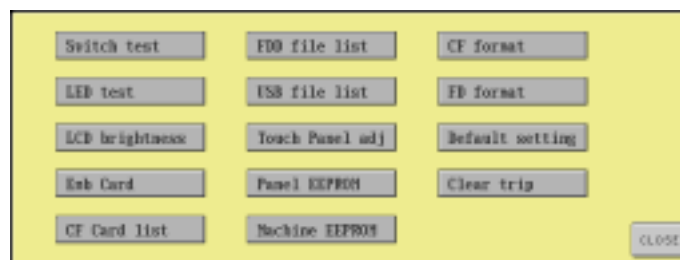 Switch test
FDD file list
CF format
LED test
USB file list
FD format
LCD brightness
Touch Panel adj
Default setting
Emb Card
Panel EEPROM
Clear trip
CF Card list
Machine EEPROM
CLOSE